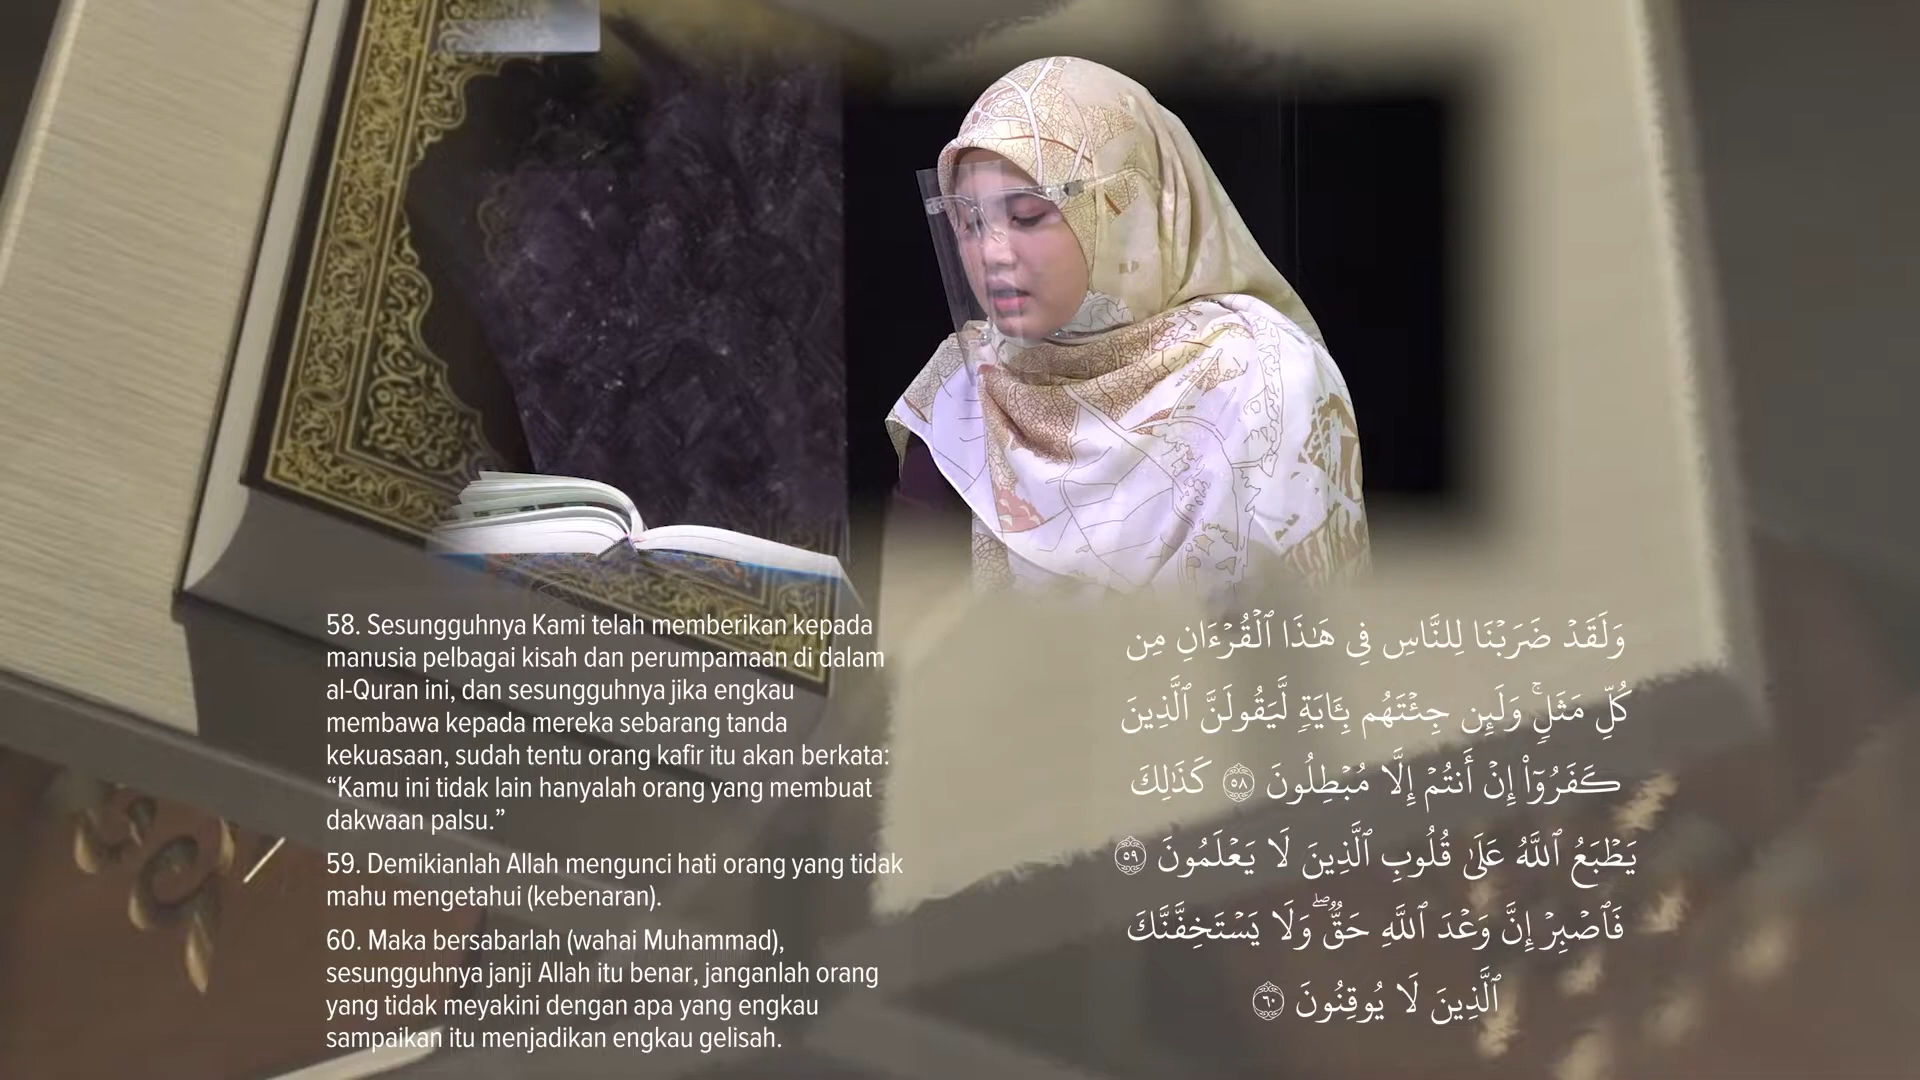 58. Sesungguhnya Kami telah memberikan kepada
manusia pelbagai kisah dan perumpamaan di dalam
al-Quran ini, dan sesungguhnya jika engkau
membawa kepada mereka sebarang tanda
kekuasaan, sudah tentu orang kafir itu akan berkata:
“Kamu ini tidak lain hanyalah orang yang membuat
dakwaan palsu.”
59. Demikianlah Allah mengunci hati orang yang tidak
mahu mengetahui (kebenaran).
60. Maka bersabarlah (wahai Muhammad),
sesungguhnya janji Allah itu benar, janganlah orang
yang tidak meyakini dengan apa yang engkau
sampaikan itu menjadikan engkau gelisah.
وَلَقَدۡ ضَرَبۡنَا لِلنَّاسِ فِي هَٰذَا ٱلۡقُرۡءَانِ مِن
كُلِّ مَثَلٖۚ وَلَئِن جِئۡتَهُم بِـَٔايَةٖ لَّيَقُولَنَّ ٱلَّذِينَ
كَفَرُوٓاْ إِنۡ أَنتُمۡ إِلَّا مُبۡطِلُونَ ٥٨ كَذَٰلِكَ
يَطۡبَعُ ٱللَّهُ عَلَىٰ قُلُوبِ ٱلَّذِينَ لَا يَعۡلَمُونَ ٥٩
فَٱصۡبِرۡ إِنَّ وَعۡدَ ٱللَّهِ حَقّٞۖ وَلَا يَسۡتَخِفَّنَّكَ
ٱلَّذِينَ لَا يُوقِنُونَ ٦٠